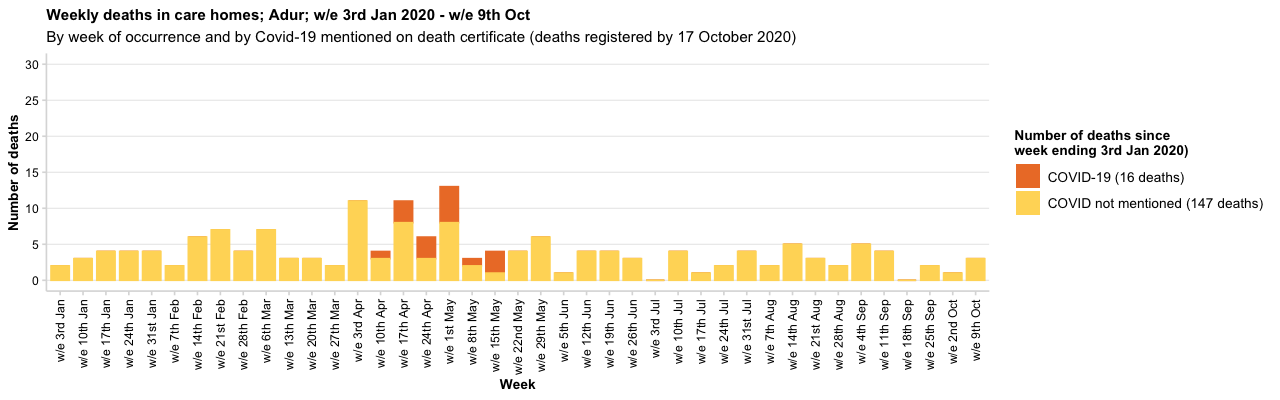 Weekly deaths in care homes; Adur; w/e 3rd Jan 2020 - w/e 9th Oct
By week of occurrence and by Covid-19 mentioned on death certificate (deaths registered by 17 October 2020)
Number of deaths
30
25
20
15
10
5
0
w/e 3rd Jan
w/e 10th Jan
w/e 17th Jan
w/e 24th Jan
w/e 31st Jan
w/e 7th Feb
w/e 14th Feb
w/e 21st Feb
w/e 28th Feb
w/e 6th Mar
w/e 13th Mar
w/e 20th Mar
w/e 27th Mar
w/e 3rd Apr
w/e 10th Apr
w/e 17th Apr
w/e 24th Apr
w/e 1st May
w/e 8th May
w/e 15th May
w/e 22nd May
w/e 29th May
w/e 5th Jun
w/e 12th Jun
w/e 19th Jun
w/e 26th Jun
w/e 3rd Jul
w/e 10th Jul
w/e 17th Jul
w/e 24th Jul
w/e 31st Jul
w/e 7th Aug
w/e 14th Aug
w/e 21st Aug
w/e 28th Aug
w/e 4th Sep
w/e 11th Sep
w/e 18th Sep
w/e 25th Sep
w/e 2nd Oct
w/e 9th Oct
Week
Number of deaths since
week ending 3rd Jan 2020)
COVID-19 (16 deaths)
COVID not mentioned (147 deaths)